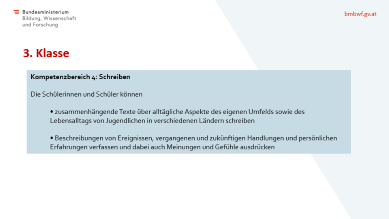 Bundesministerium
Bildung, Wissenschaft
und Forschung
bmbwf.gv.at
3. Klasse
Kompetenzbereich 4: Schreiben
Die Schülerinnen und Schüler können
• zusammenhängende Texte über alltägliche Aspekte des eigenen Umfelds sowie des
Lebensalltags von Jugendlichen in verschiedenen Ländern schreiben
• Beschreibungen von Ereignissen, vergangenen und zukünftigen Handlungen und persönlichen
Erfahrungen verfassen und dabei auch Meinungen und Gefühle ausdrücken